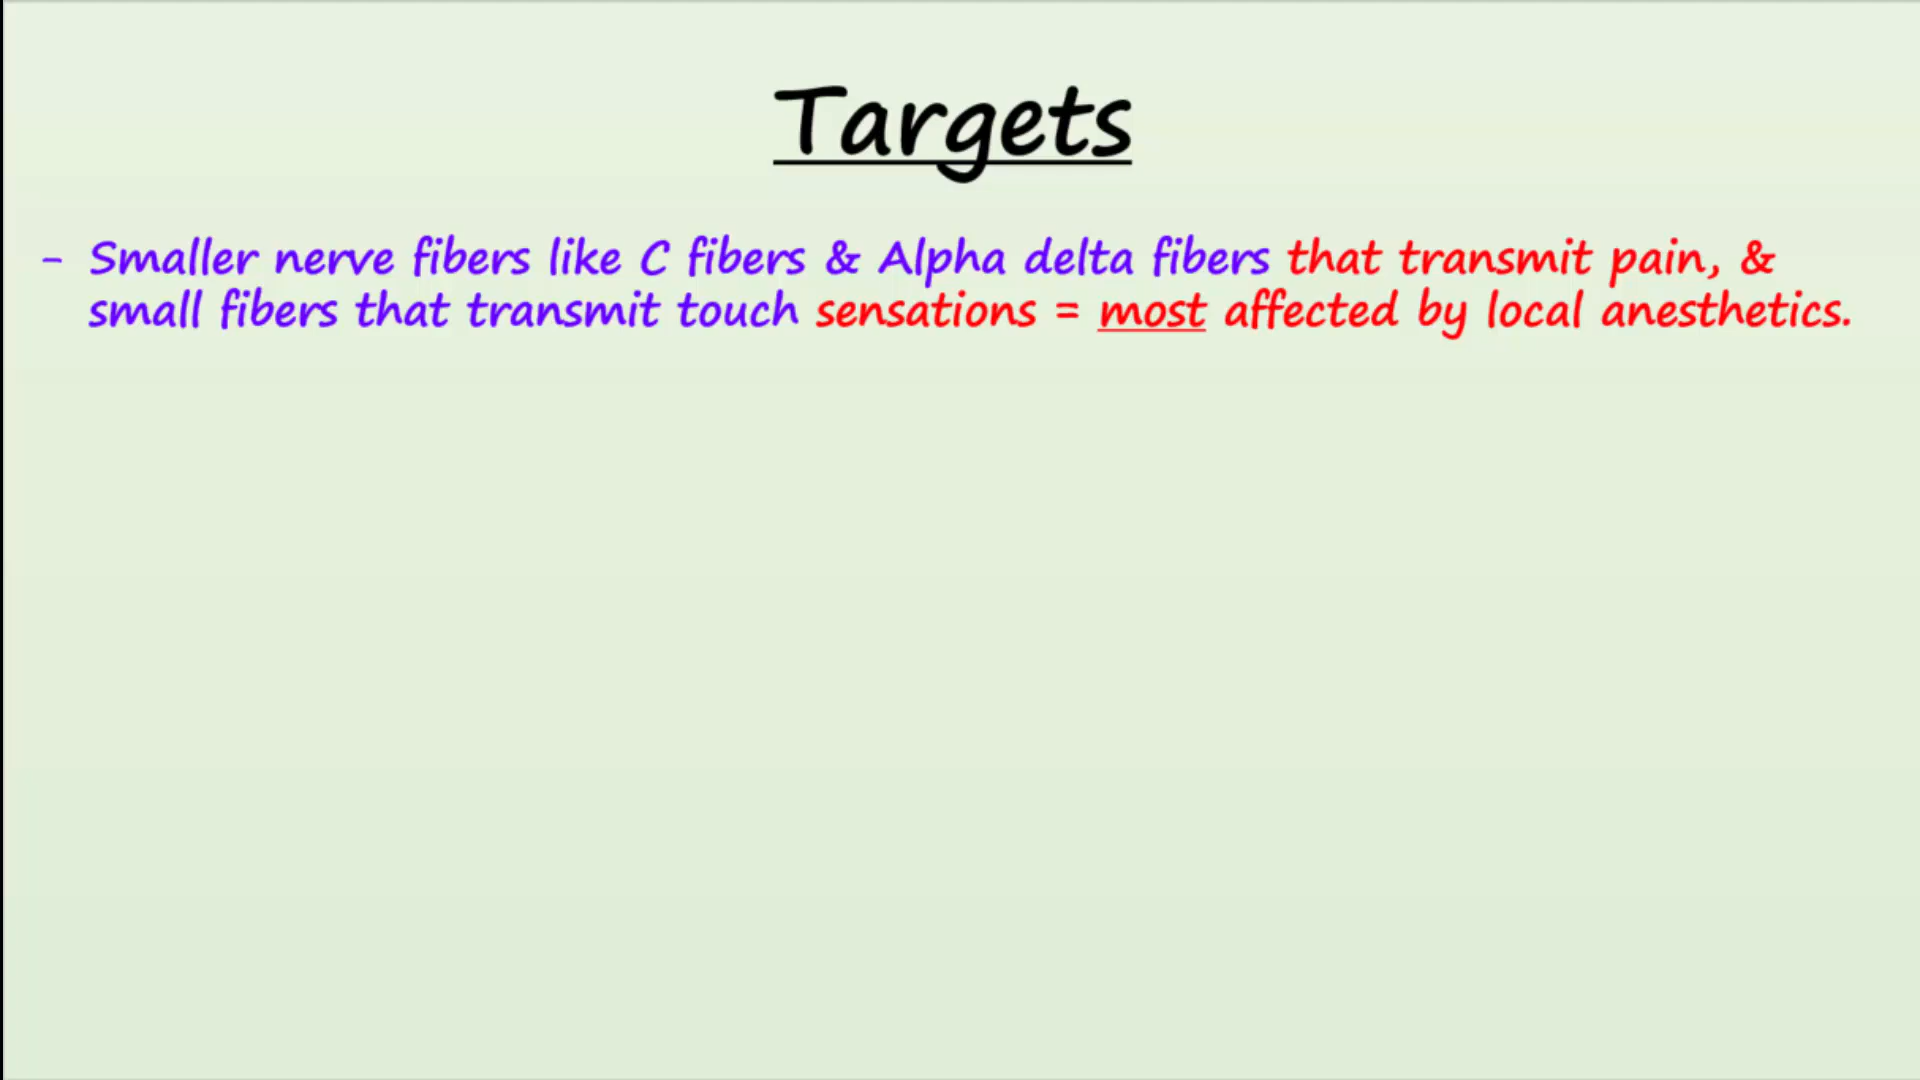 Targets
- Smaller nerve fibers like C fibers & Alpha delta fibers that transmit pain, &
small fibers that transmit touch sensations = most affected by local anesthetics.